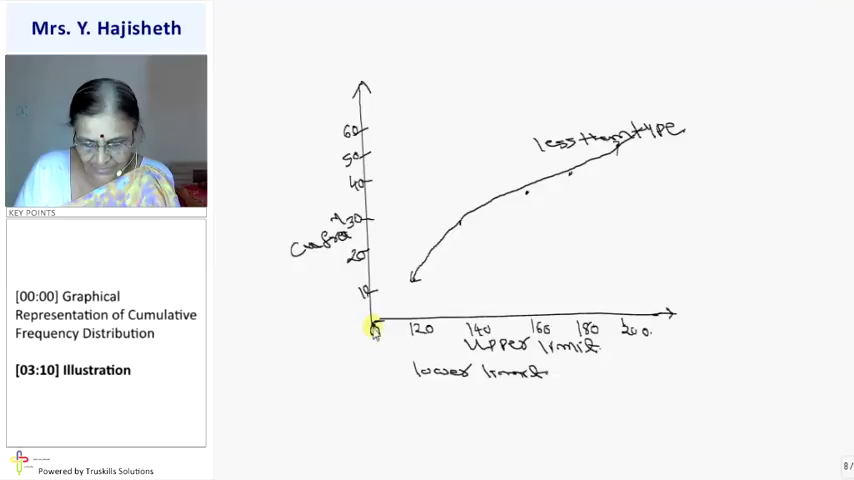 Mrs. Y. Hajisheth
KEY POINTS
[00:00] Graphical
Representation of Cumulative
Frequency Distribution
[03:10] Illustration
Powered by Truskills Solutions
less than type
60
50
40
30
20
10
120 140 160 180 200
Upper limit
lower limit
8/